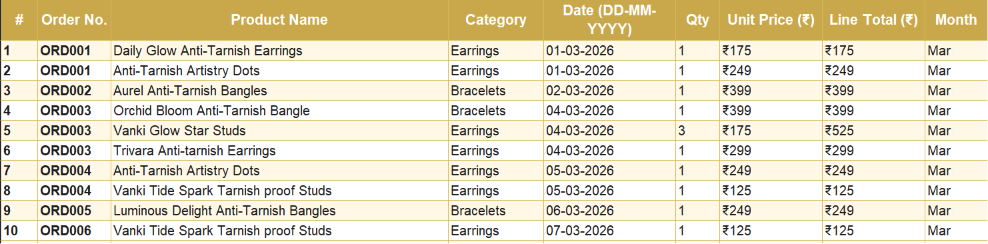 # Order No. Product Name Category Date (DD-MM-YYYY) Qty Unit Price (₹) Line Total (₹) Month
1 ORD001 Daily Glow Anti-Tarnish Earrings Earrings 01-03-2026 1 ₹175 ₹175 Mar
2 ORD001 Anti-Tarnish Artistry Dots Earrings 01-03-2026 1 ₹249 ₹249 Mar
3 ORD002 Aurel Anti-Tarnish Bangles Bracelets 02-03-2026 1 ₹399 ₹399 Mar
4 ORD003 Orchid Bloom Anti-Tarnish Bangle Bracelets 04-03-2026 1 ₹399 ₹399 Mar
5 ORD003 Vanki Glow Star Studs Earrings 04-03-2026 3 ₹175 ₹525 Mar
6 ORD003 Trivara Anti-tarnish Earrings Earrings 04-03-2026 1 ₹299 ₹299 Mar
7 ORD004 Anti-Tarnish Artistry Dots Earrings 05-03-2026 1 ₹249 ₹249 Mar
8 ORD004 Vanki Tide Spark Tarnish proof Studs Earrings 05-03-2026 1 ₹125 ₹125 Mar
9 ORD005 Luminous Delight Anti-Tarnish Bangles Bracelets 06-03-2026 1 ₹249 ₹249 Mar
10 ORD006 Vanki Tide Spark Tarnish proof Studs Earrings 07-03-2026 1 ₹125 ₹125 Mar